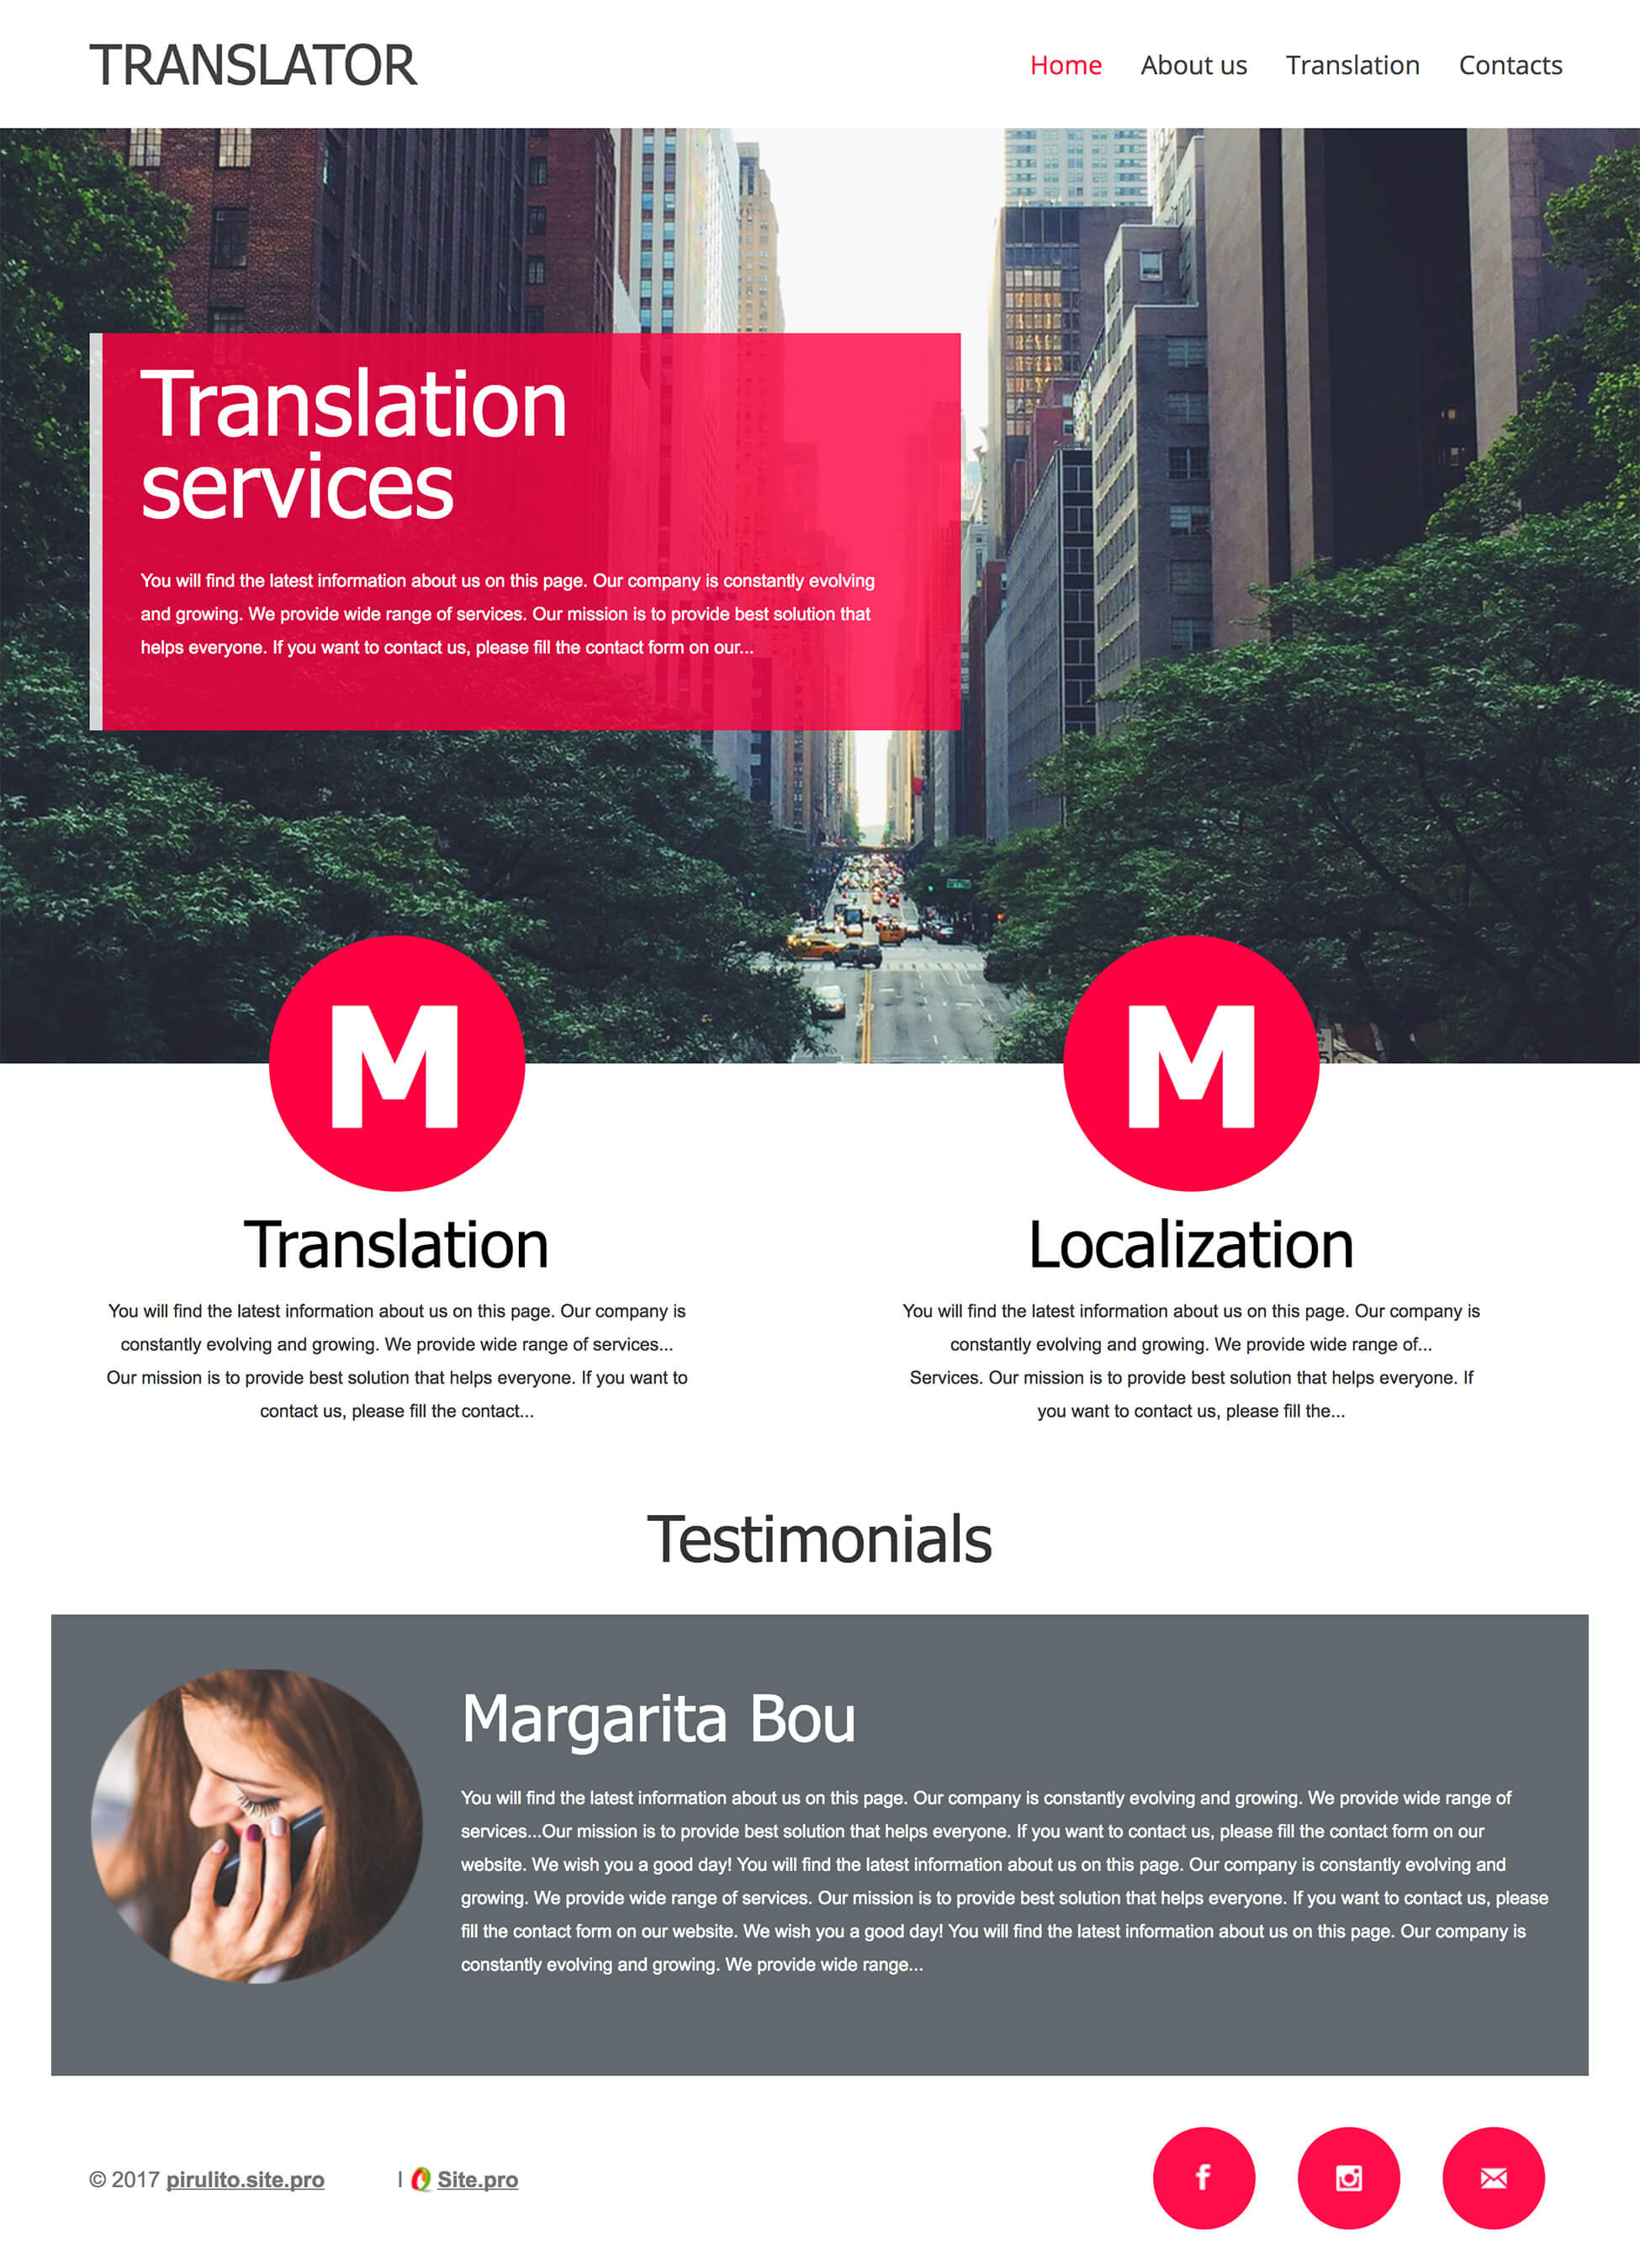 TRANSLATOR
Home About us Translation Contacts
Translation
services
You will find the latest information about us on this page. Our company is constantly evolving
and growing. We provide wide range of services. Our mission is to provide best solution that
helps everyone. If you want to contact us, please fill the contact form on our...
M
M
Translation
You will find the latest information about us on this page. Our company is
constantly evolving and growing. We provide wide range of services...
Our mission is to provide best solution that helps everyone. If you want to
contact us, please fill the contact...
Localization
You will find the latest information about us on this page. Our company is
constantly evolving and growing. We provide wide range of...
Services. Our mission is to provide best solution that helps everyone. If
you want to contact us, please fill the...
Testimonials
Margarita Bou
You will find the latest information about us on this page. Our company is constantly evolving and growing. We provide wide range of
services...Our mission is to provide best solution that helps everyone. If you want to contact us, please fill the contact form on our
website. We wish you a good day! You will find the latest information about us on this page. Our company is constantly evolving and
growing. We provide wide range of services. Our mission is to provide best solution that helps everyone. If you want to contact us, please
fill the contact form on our website. We wish you a good day! You will find the latest information about us on this page. Our company is
constantly evolving and growing. We provide wide range...
© 2017 pirulito.site.pro | Site.pro
f